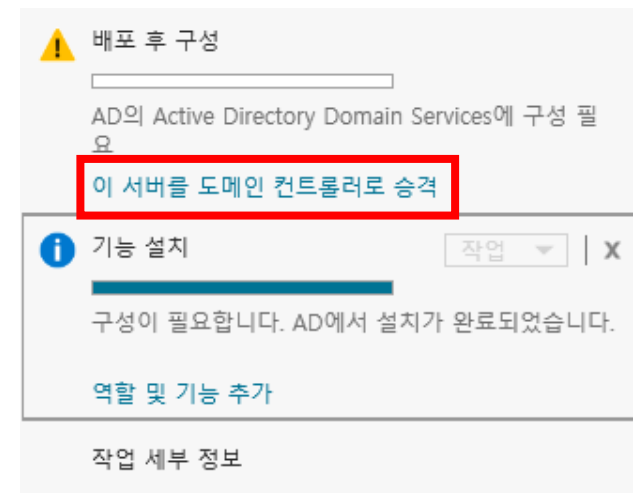 배포 후 구성
AD의 Active Directory Domain Services에 구성 필
요
이 서버를 도메인 컨트롤러로 승격
기능 설치
작업
X
구성이 필요합니다. AD에서 설치가 완료되었습니다.
역할 및 기능 추가
작업 세부 정보